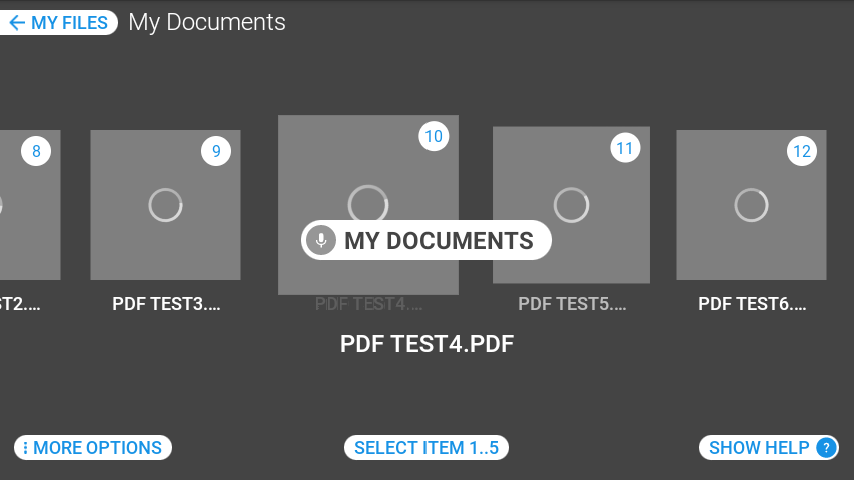 MY FILES My Documents
8 9 10 11 12
MY DOCUMENTS
ST2.... PDF TEST3.... PDF TEST4.... PDF TEST5.... PDF TEST6....
PDF TEST4.PDF
MORE OPTIONS SELECT ITEM 1..5 SHOW HELP ?